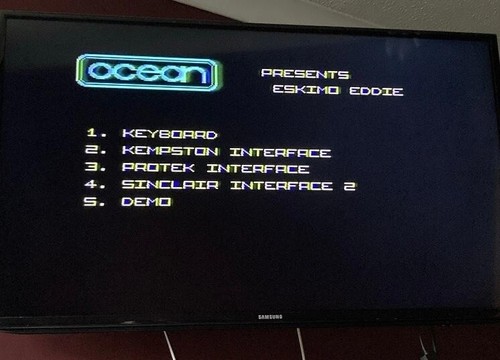 ocean
PRESENTS
ESKIMO EDDIE
1. KEYBOARD
2. KEMPSTON INTERFACE
3. PROTEK INTERFACE
4. SINCLAIR INTERFACE 2
5. DEMO
SAMSUNG